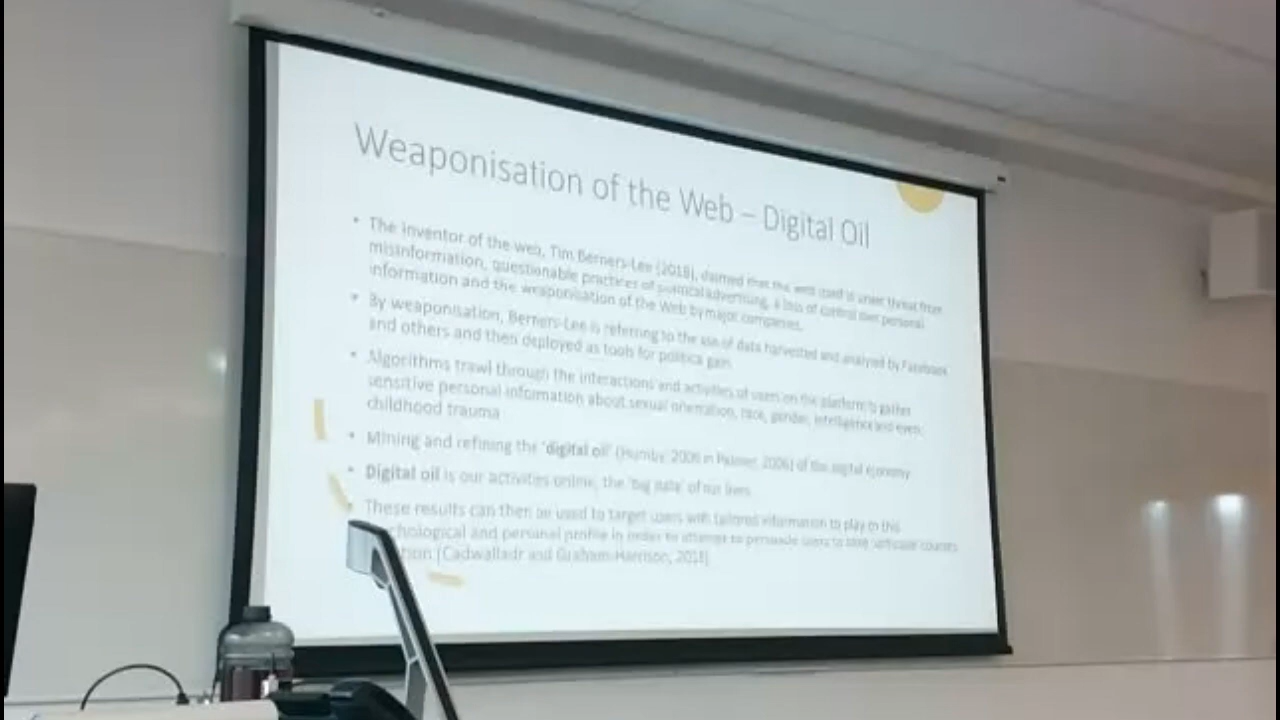 Weaponisation of the Web – Digital Oil
• The inventor of the web, Tim Berners-Lee (2018), claimed that the web itself is under threat from
misinformation, questionable practices of political advertising, a loss of control over personal
information and the weaponisation of the Web by major companies.
• By weaponisation, Berners-Lee is referring to the use of data harvested and analysed by Facebook
and others and then deployed as tools for political gain
• Algorithms trawl through the interactions and activities of users on the platform to gather
sensitive personal information about sexual orientation, race, gender, intelligence and even
childhood trauma
• Mining and refining the 'digital oil' (Humby, 2006 in Palmer, 2006) of the digital economy
• Digital oil is our activities online, the 'big data' of our lives
• These results can then be used to target users with tailored information to play on this
chological and personal profile in order to attempt to persuade users to take particular courses
(Cadwalladr and Graham-Harrison, 2018)